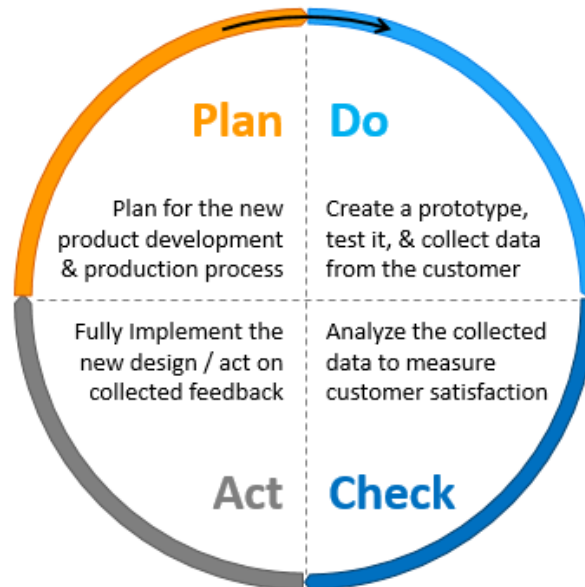 Plan
Plan for the new
product development
& production process
Do
Create a prototype,
test it, & collect data
from the customer
Fully Implement the
new design / act on
collected feedback
Act
Analyze the collected
data to measure
customer satisfaction
Check